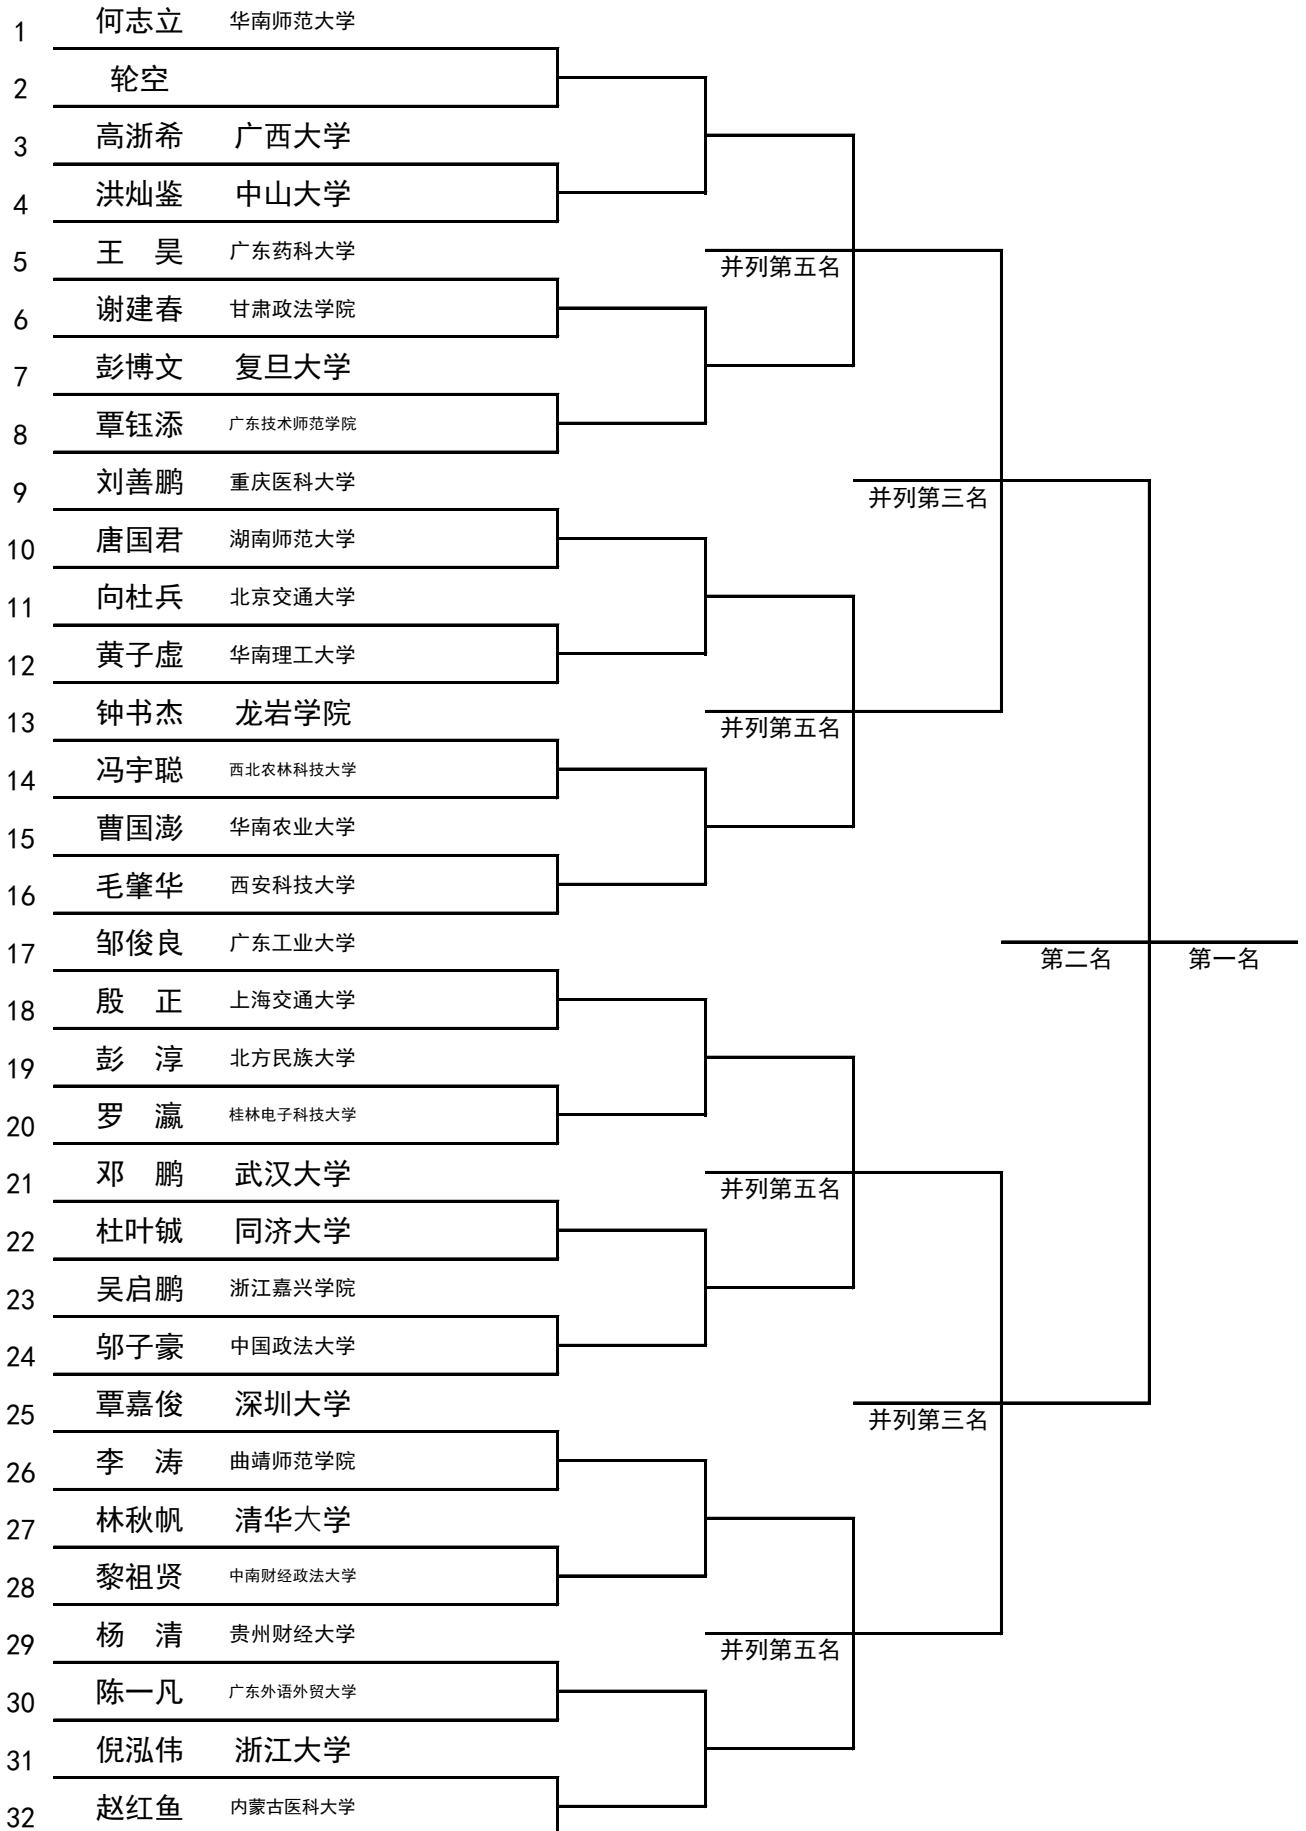 1 何志立 华南师范大学
2 轮空
3 高浙希 广西大学
4 洪灿鉴 中山大学
5 王 昊 广东药科大学
并列第五名
6 谢建春 甘肃政法学院
7 彭博文 复旦大学
8 覃钰添 广东技术师范学院
9 刘善鹏 重庆医科大学
并列第三名
10 唐国君 湖南师范大学
11 向杜兵 北京交通大学
12 黄子虚 华南理工大学
13 钟书杰 龙岩学院
并列第五名
14 冯宇聪 西北农林科技大学
15 曹国澎 华南农业大学
16 毛肇华 西安科技大学
17 邹俊良 广东工业大学
第二名 第一名
18 殷 正 上海交通大学
19 彭 淳 北方民族大学
20 罗 瀛 桂林电子科技大学
21 邓 鹏 武汉大学
并列第五名
22 杜叶铖 同济大学
23 吴启鹏 浙江嘉兴学院
24 邬子豪 中国政法大学
25 覃嘉俊 深圳大学
并列第三名
26 李 涛 曲靖师范学院
27 林秋帆 清华大学
28 黎祖贤 中南财经政法大学
29 杨 清 贵州财经大学
并列第五名
30 陈一凡 广东外语外贸大学
31 倪泓伟 浙江大学
32 赵红鱼 内蒙古医科大学